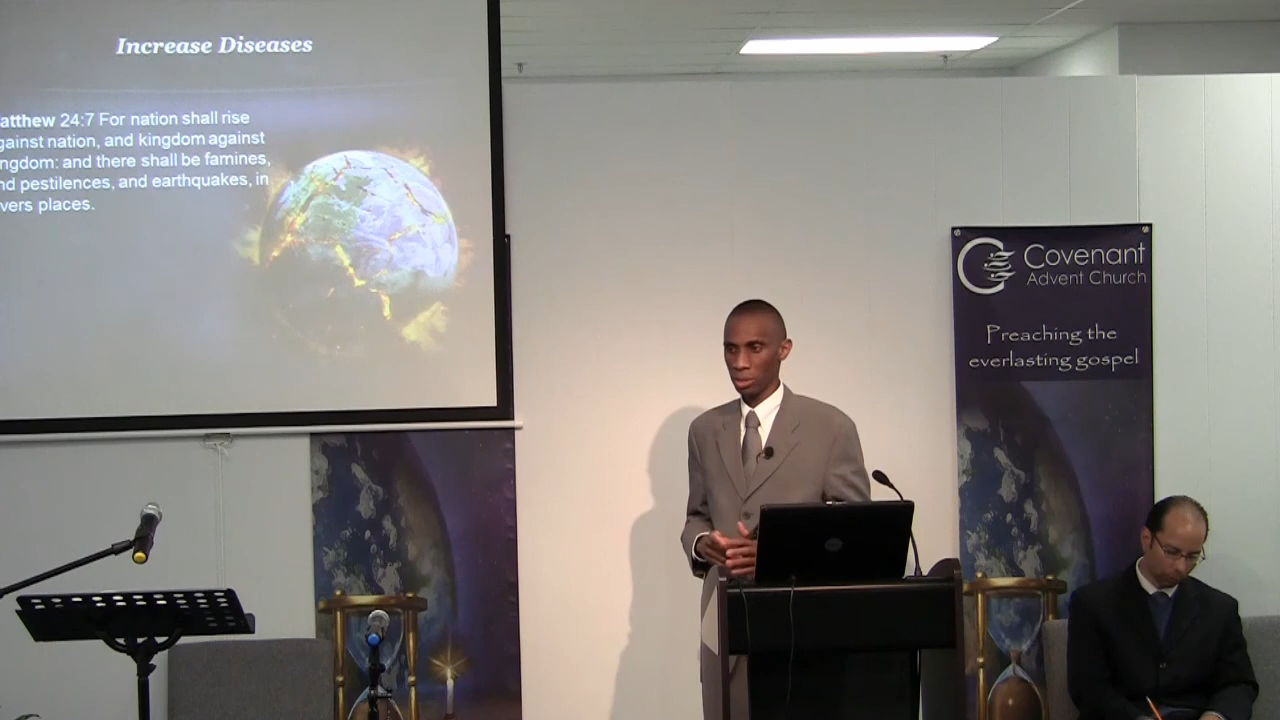 Increase Diseases
atthew 24:7 For nation shall rise
gainst nation, and kingdom against
ngdom: and there shall be famines,
nd pestilences, and earthquakes, in
vers places.
Covenant
Advent Church
Preaching the
everlasting gospel